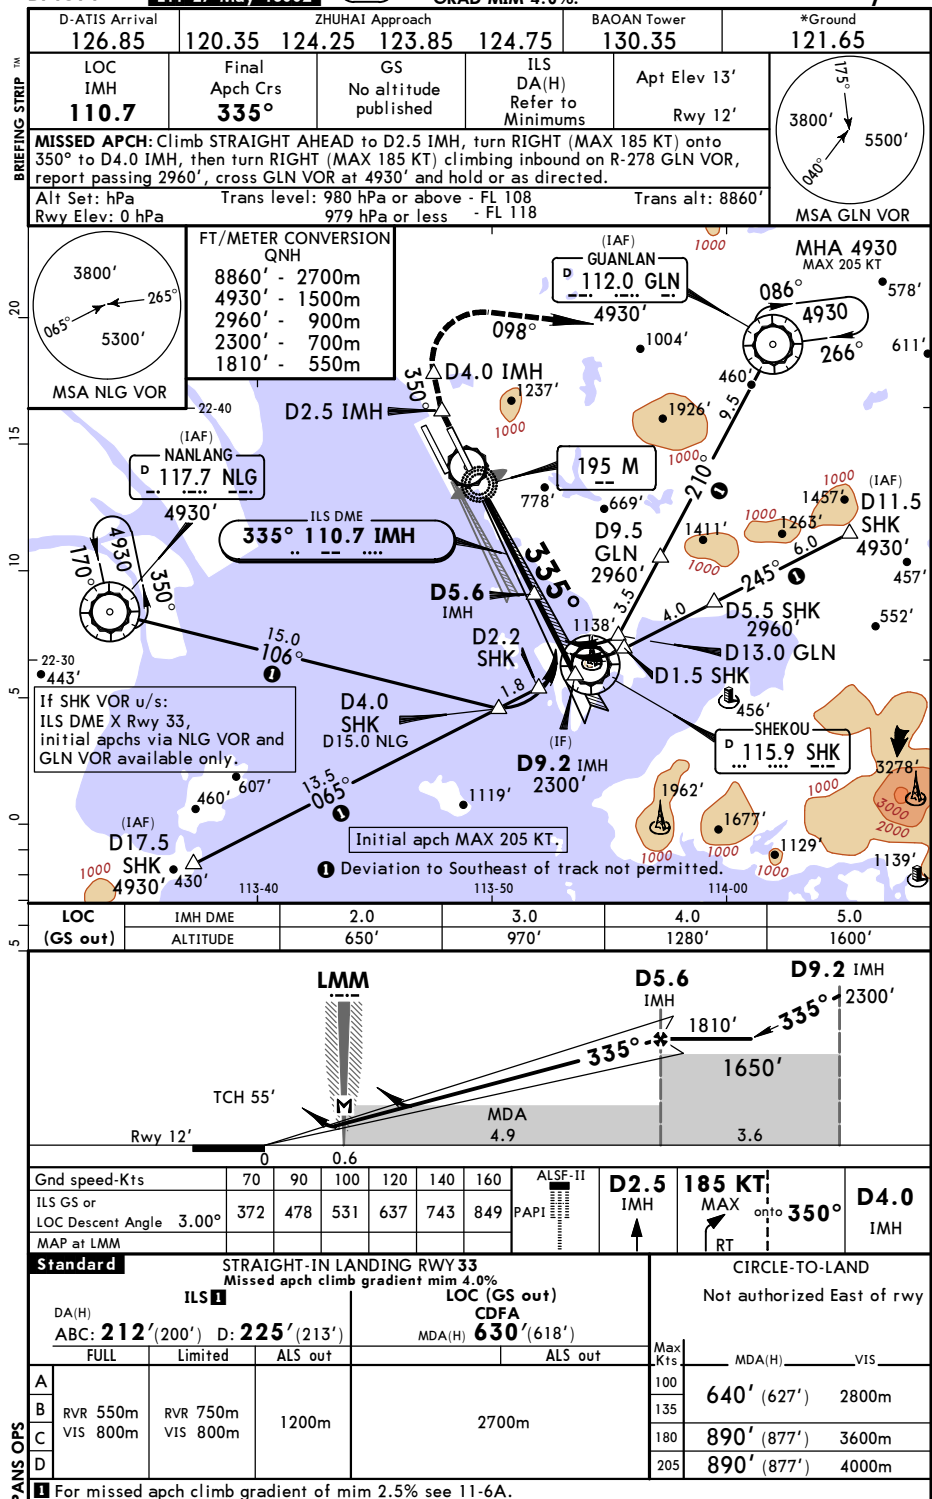 GRAD MIM 4.0%.
BRIEFING STRIP TM
D-ATIS Arrival
126.85
ZHUHAI Approach
120.35 124.25 123.85 124.75
BAOAN Tower
130.35
*Ground
121.65
LOC
IMH
110.7
Final
Apch Crs
335°
GS
No altitude
published
ILS
DA(H)
Refer to
Minimums
Apt Elev 13'
Rwy 12'
MISSED APCH: Climb STRAIGHT AHEAD to D2.5 IMH, turn RIGHT (MAX 185 KT) onto
350° to D4.0 IMH, then turn RIGHT (MAX 185 KT) climbing inbound on R-278 GLN VOR,
report passing 2960', cross GLN VOR at 4930' and hold or as directed.
Alt Set: hPa Trans level: 980 hPa or above - FL 108 Trans alt: 8860'
Rwy Elev: 0 hPa 979 hPa or less - FL 118
175°
3800'
5500'
040°
MSA GLN VOR
3800'
265°
065°
5300'
MSA NLG VOR
FT/METER CONVERSION
QNH
8860' - 2700m
4930' - 1500m
2960' - 900m
2300' - 700m
1810' - 550m
1000
(IAF)
GUANLAN
D 112.0 GLN
4930'
MHA 4930
MAX 205 KT
578'
086°
4930
266°
611'
098°
1004'
460'
350°
D4.0 IMH
1237'
1000
D2.5 IMH
22-40
1926'
1000
9.5
210°
1
(IAF)
NANLANG
D 117.7 NLG
4930'
195 M
778'
669'
ILS DME
335° 110.7 IMH
335°
D9.5
GLN
2960'
1000
1411'
1000
1000
1263'
1000
1457'
(IAF)
D11.5
SHK
4930'
6.0
245°
1
457'
170°
4930
350°
D5.6
IMH
3.5
4.0
D5.5 SHK
2960'
552'
1138'
D13.0 GLN
D1.5 SHK
15.0
106°
1
D2.2
SHK
1.8
22-30
443'
If SHK VOR u/s:
ILS DME X Rwy 33,
initial apchs via NLG VOR and
GLN VOR available only.
D4.0
SHK
D15.0 NLG
456'
SHEKOU
D 115.9 SHK
(IF)
D9.2 IMH
2300'
3278'
3000
2000
1000
13.5
065°
1
607'
460'
1119'
1962'
1000
1677'
1000
1129'
1000
1139'
(IAF)
D17.5
SHK
4930'
430'
1000
Initial apch MAX 205 KT.
1 Deviation to Southeast of track not permitted.
113-40
113-50
114-00
20
15
10
5
0
5
LOC
(GS out)
IMH DME 2.0 3.0 4.0 5.0
ALTITUDE 650' 970' 1280' 1600'
LMM
D5.6
IMH
D9.2 IMH
2300'
335°
1810'
335°
1650'
TCH 55'
M
MDA
Rwy 12'
4.9
3.6
0
0.6
Gnd speed-Kts 70 90 100 120 140 160
ILS GS or
LOC Descent Angle 3.00° 372 478 531 637 743 849
MAP at LMM
ALSF-II
PAPI
D2.5
IMH
185 KT
MAX
RT
onto 350°
D4.0
IMH
Standard
STRAIGHT-IN LANDING RWY 33
Missed apch climb gradient mim 4.0%
ILS 1
DA(H)
ABC: 212'(200') D: 225'(213')
LOC (GS out)
CDFA
MDA(H) 630'(618')
FULL Limited ALS out
ALS out
A
B
C
D
RVR 550m
VIS 800m
RVR 750m
VIS 800m
1200m
2700m
CIRCLE-TO-LAND
Not authorized East of rwy
Max
Kts
MDA(H) VIS
100
135
640' (627') 2800m
180 890' (877') 3600m
205 890' (877') 4000m
PANS OPS
1 For missed apch climb gradient of mim 2.5% see 11-6A.